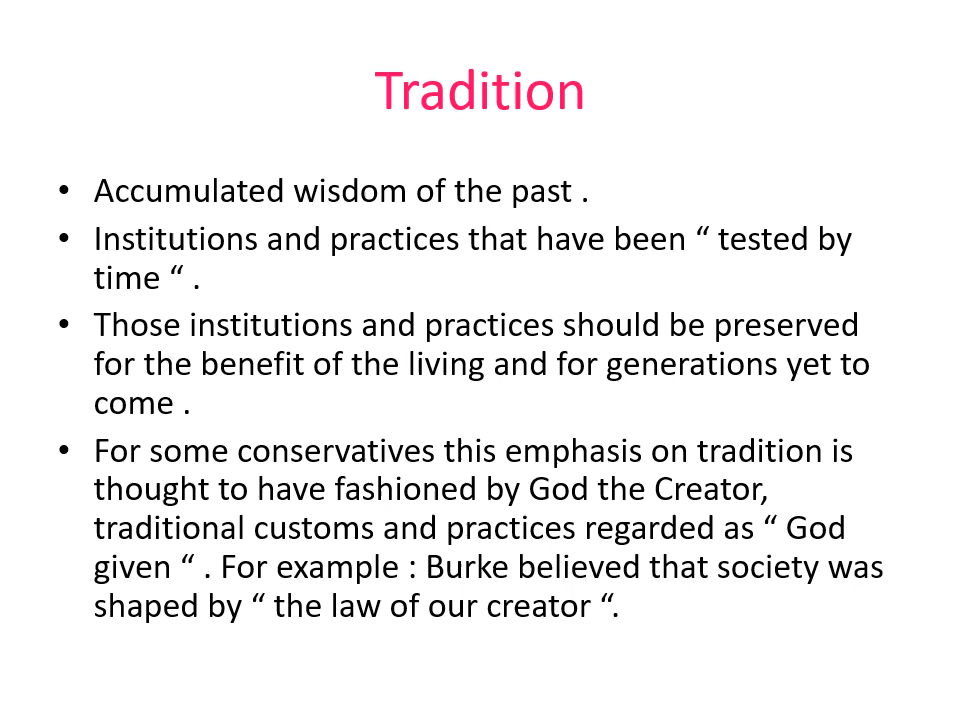 Tradition
• Accumulated wisdom of the past .
• Institutions and practices that have been “ tested by
time “ .
• Those institutions and practices should be preserved
for the benefit of the living and for generations yet to
come .
• For some conservatives this emphasis on tradition is
thought to have fashioned by God the Creator,
traditional customs and practices regarded as “ God
given “ . For example : Burke believed that society was
shaped by “ the law of our creator “.